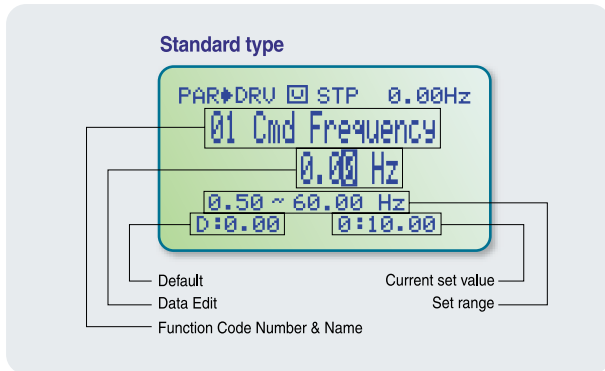 Standard type
PAR➧DRV U STP 0.00Hz
01 Cmd Frequency
0.00 Hz
0.50 ~ 60.00 Hz
D:0.00 0:10.00
Default Current set value
Data Edit Set range
Function Code Number & Name